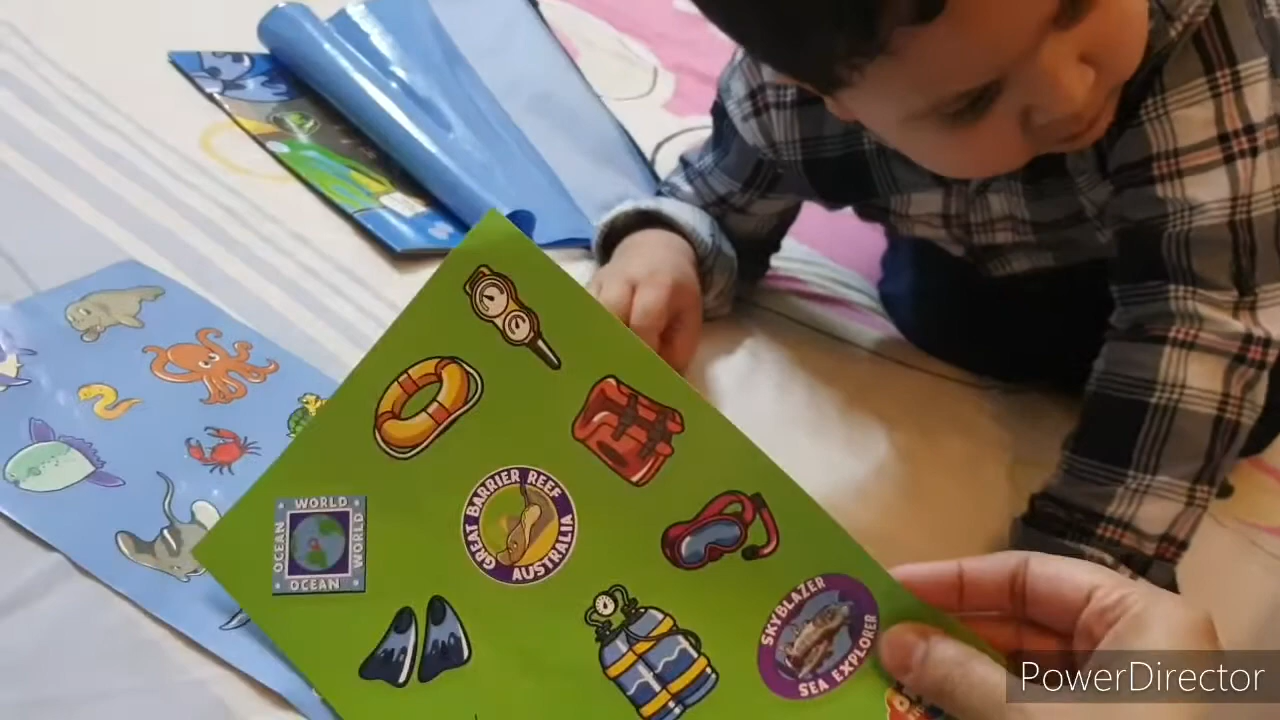 OCEAN WORLD
OCEAN WORLD
GREAT BARRIER REEF
AUSTRALIA
SKYBLAZER
SEA EXPLORER
PowerDirector